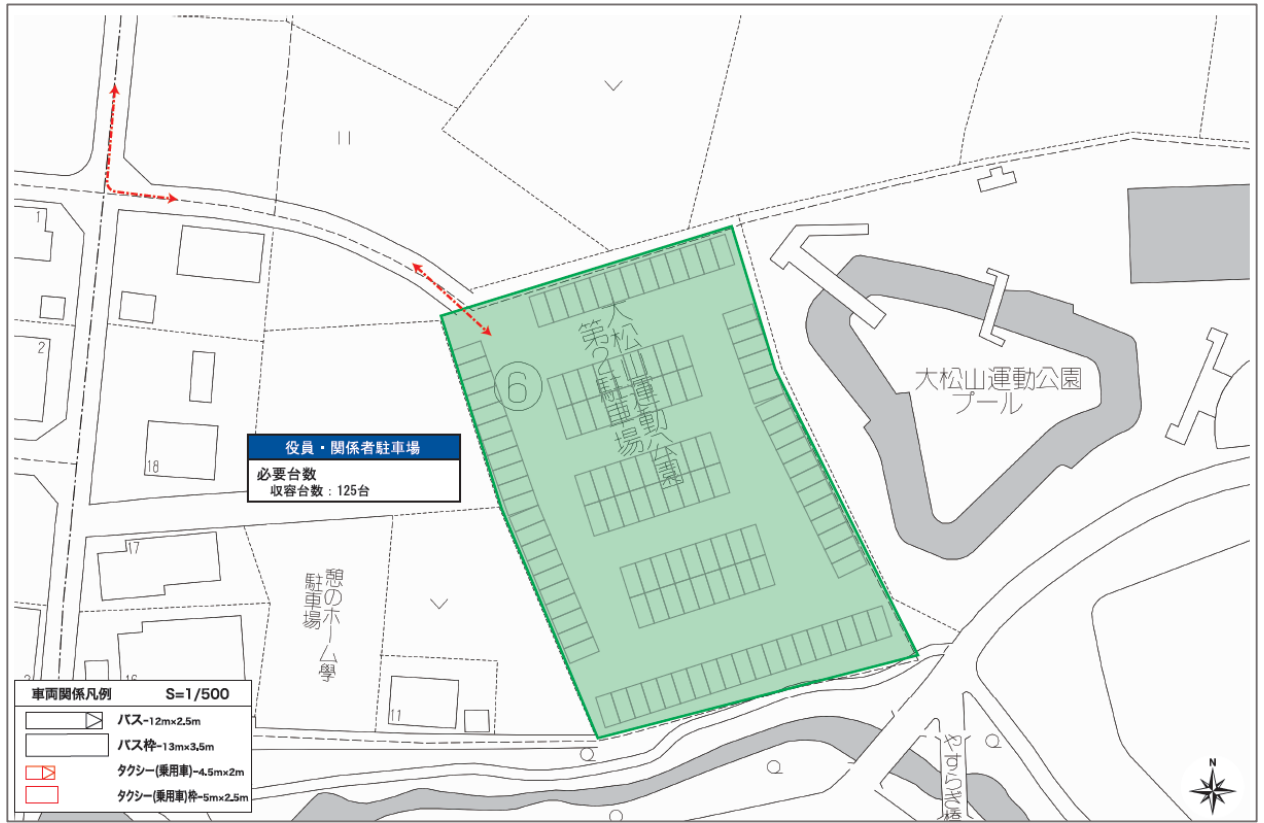 1
2
18
17
16
11
大松山運動公園
第2駐車場
⑥
大松山運動公園
プール
役員・関係者駐車場
必要台数
収容台数：125台
憩のホーム學
駐車場
やすらぎ橋
車両関係凡例 S=1/500
バス-12m×2.5m
バス枠-13m×3.5m
タクシー(乗用車)-4.5m×2m
タクシー(乗用車)枠-5m×2.5m
N